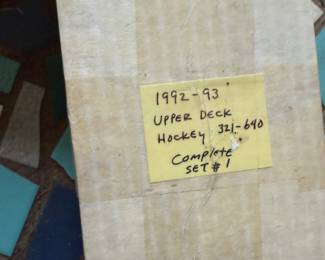 1992-93
UPPER DECK
HOCKEY 321-640
Complete
SET #1